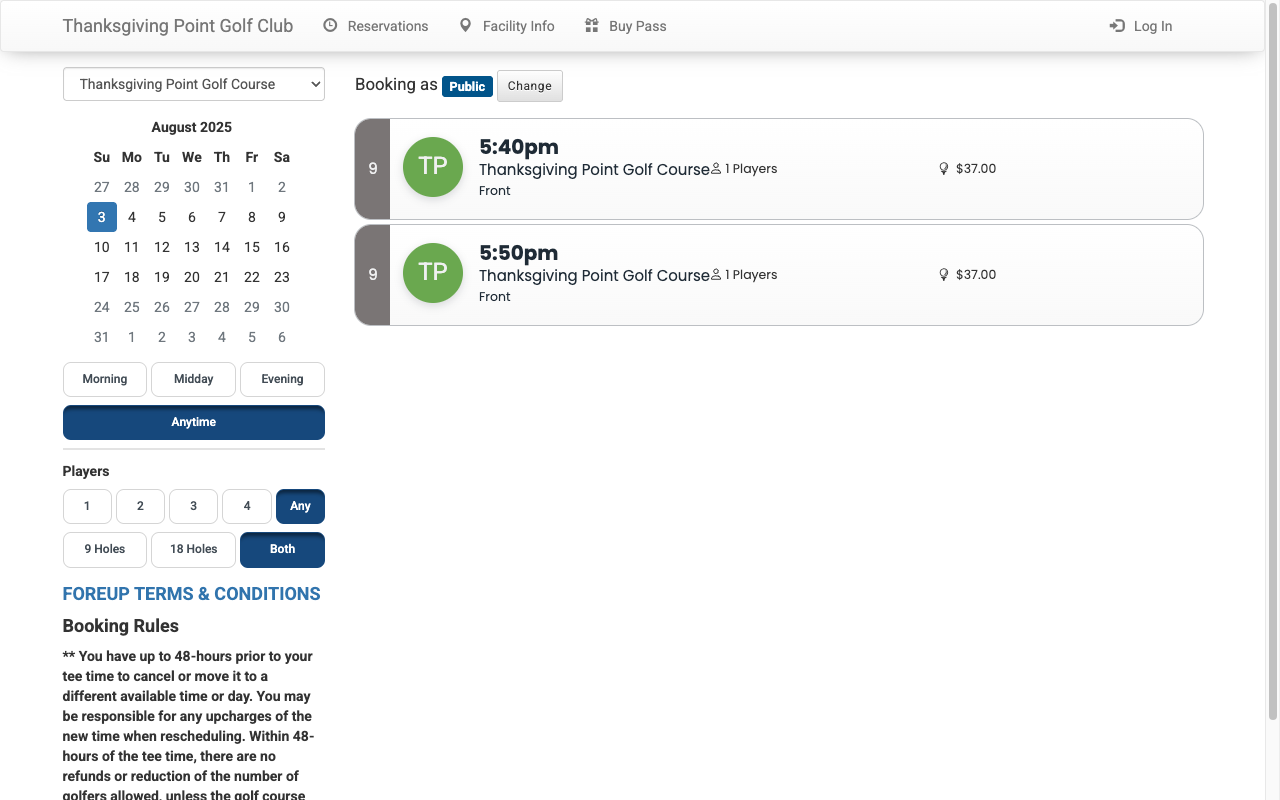 Thanksgiving Point Golf Club Reservations Facility Info Buy Pass Log In
Thanksgiving Point Golf Course
August 2025
Su Mo Tu We Th Fr Sa
27 28 29 30 31 1 2
3 4 5 6 7 8 9
10 11 12 13 14 15 16
17 18 19 20 21 22 23
24 25 26 27 28 29 30
31 1 2 3 4 5 6
Morning Midday Evening
Anytime
Players
1 2 3 4 Any
9 Holes 18 Holes Both
FOREUP TERMS & CONDITIONS
Booking Rules
** You have up to 48-hours prior to your
tee time to cancel or move it to a
different available time or day. You may
be responsible for any upcharges of the
new time when rescheduling. Within 48-
hours of the tee time, there are no
refunds or reduction of the number of
golfers allowed, unless the golf course
Booking as Public Change
9
TP
5:40pm
Thanksgiving Point Golf Course 1 Players $37.00
Front
9
TP
5:50pm
Thanksgiving Point Golf Course 1 Players $37.00
Front